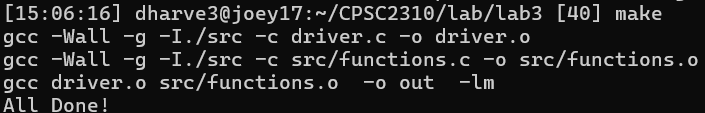 [15:06:16] dharve3@joey17:~/CPSC2310/lab/lab3 [40] make
gcc -Wall -g -I./src -c driver.c -o driver.o
gcc -Wall -g -I./src -c src/functions.c -o src/functions.o
gcc driver.o src/functions.o  -o out  -lm
All Done!